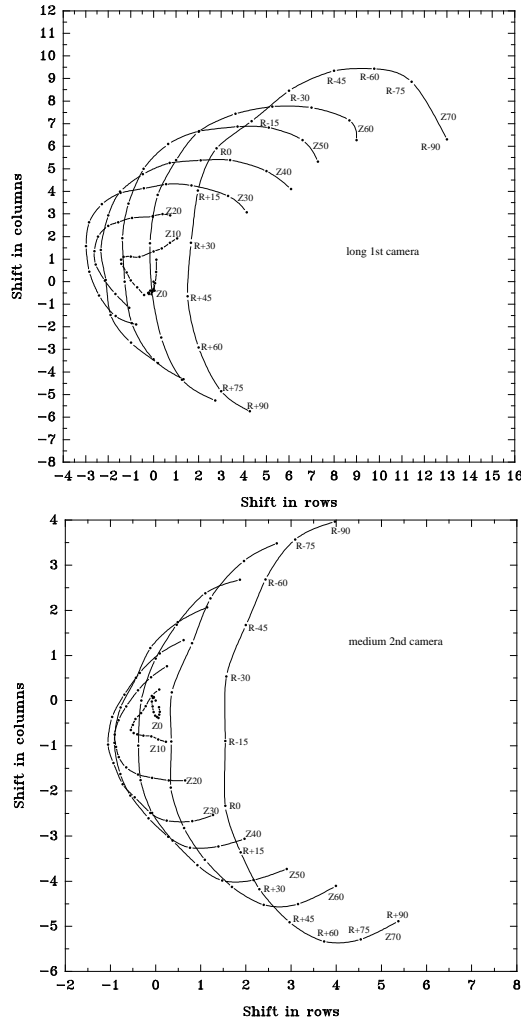 12
11
10
9
8
7
6
5
4
3
2
1
0
−1
−2
−3
−4
−5
−6
−7
−8
Shift in columns
R-45
R-60
R-75
R-30
Z70
R-15
Z60
R-90
Z50
R0
Z40
R+15
Z30
Z20
Z10
R+30
long 1st camera
Z0
R+45
R+60
R+75
R+90
−4 −3 −2 −1 0 1 2 3 4 5 6 7 8 9 10 11 12 13 14 15 16
Shift in rows
4
3
2
1
0
−1
−2
−3
−4
−5
−6
Shift in columns
R-90
R-75
R-60
R-45
medium 2nd camera
R-30
Z0
Z10
R-15
Z20
Z30
R0
Z40
R+15
Z50
R+30
Z60
R+45
R+90
R+60
R+75
Z70
−2 −1 0 1 2 3 4 5 6 7 8
Shift in rows